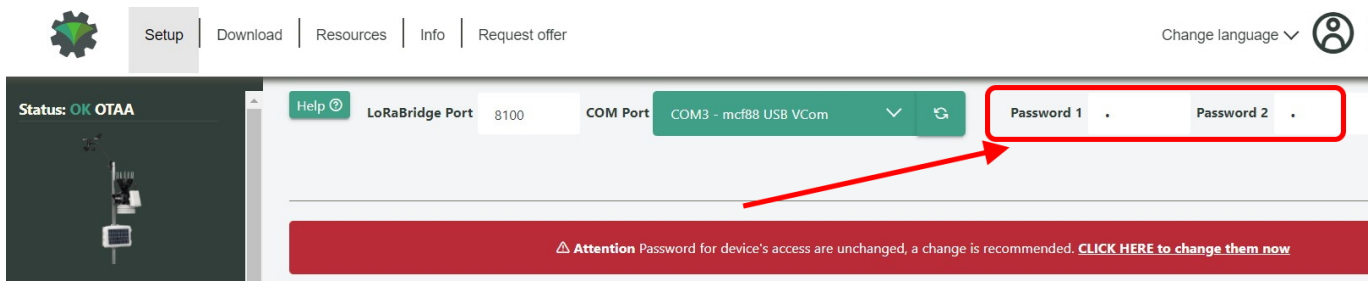 Setup Download Resources Info Request offer Change language
Status: OK OTAA
Help LoRaBridge Port 8100 COM Port COM3 - mcf88 USB VCom Password 1 • Password 2 •
⚠ Attention Password for device's access are unchanged, a change is recommended. CLICK HERE to change them now